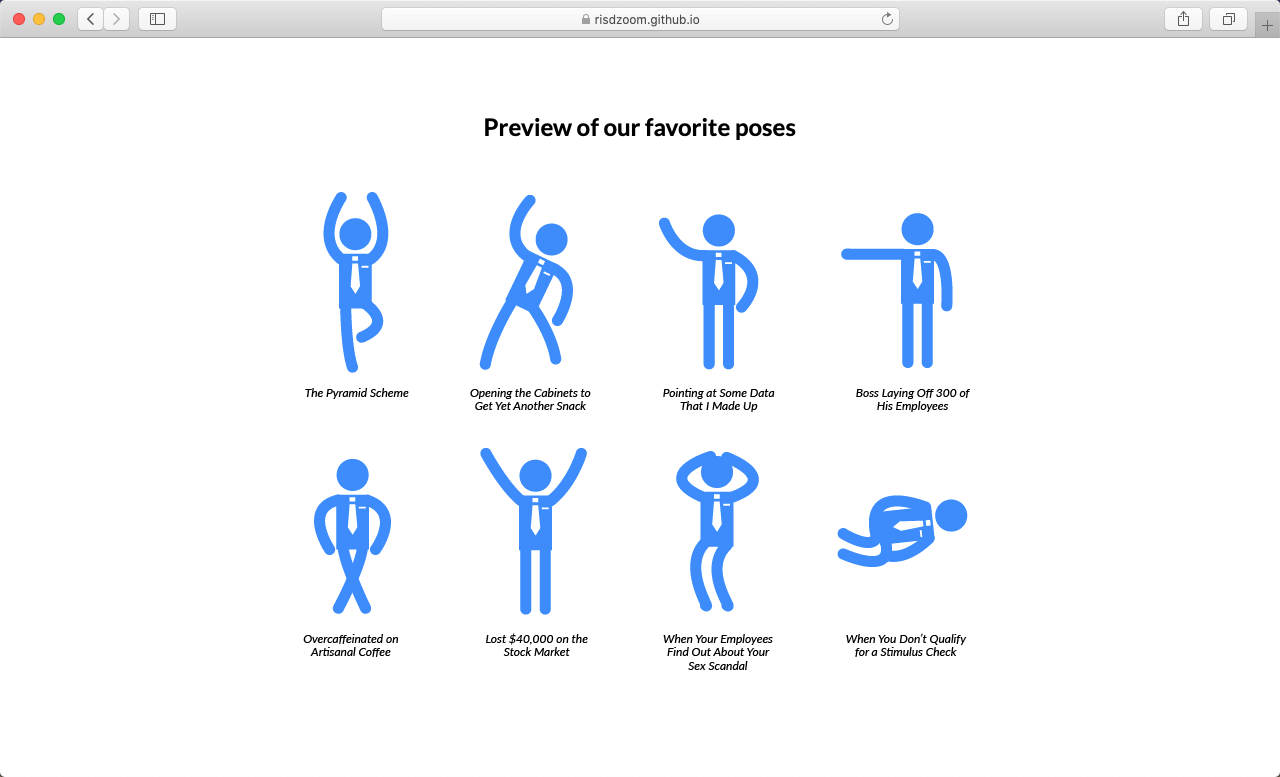 risdzoom.github.io
Preview of our favorite poses
The Pyramid Scheme
Opening the Cabinets to
Get Yet Another Snack
Pointing at Some Data
That I Made Up
Boss Laying Off 300 of
His Employees
Overcaffeinated on
Artisanal Coffee
Lost $40,000 on the
Stock Market
When Your Employees
Find Out About Your
Sex Scandal
When You Don't Qualify
for a Stimulus Check